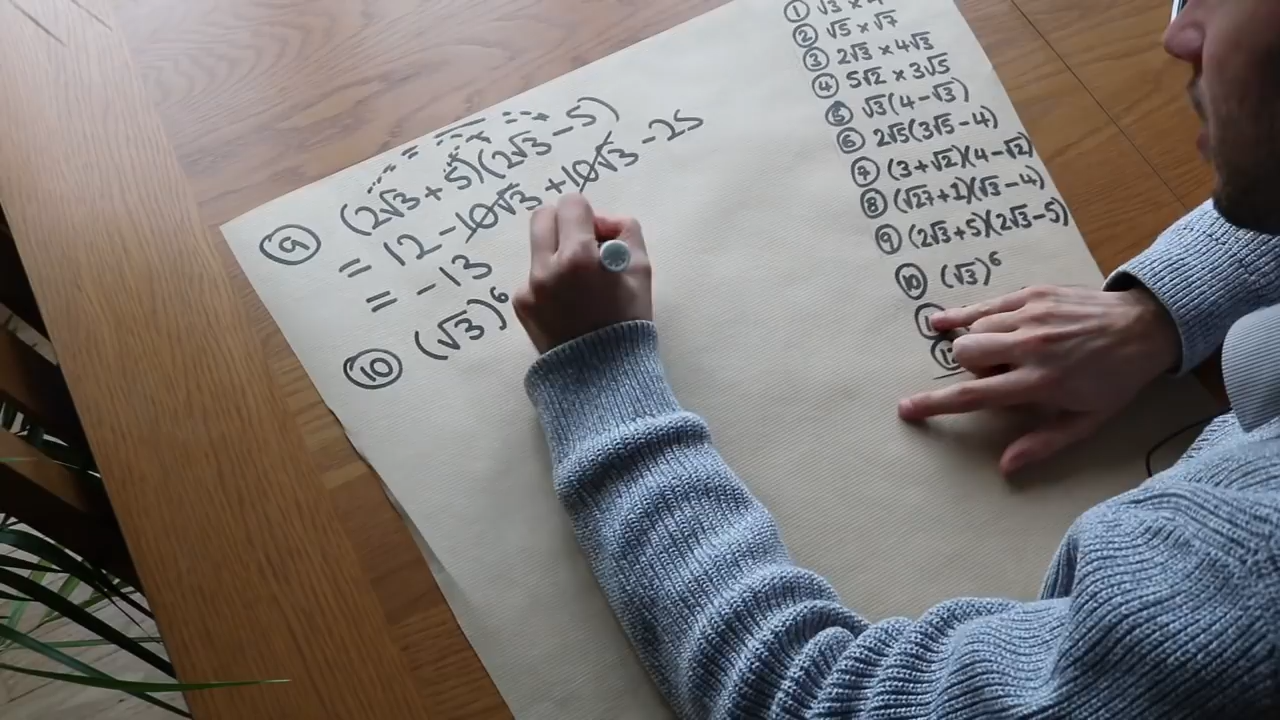 ⑨ (2√3 + 5)(2√3 - 5)
= 12 - 10√3 + 10√3 - 25
= - 13
⑩ (√3)⁶
① √3 ×
② √5 × √7
③ 2√3 × 4√3
④ 5√2 × 3√5
⑤ √3(4-√3)
⑥ 2√5(3√5-4)
⑦ (3+√2)(4-√2)
⑧ (√27+1)(√3-4)
⑨ (2√3+5)(2√3-5)
⑩ (√3)⁶